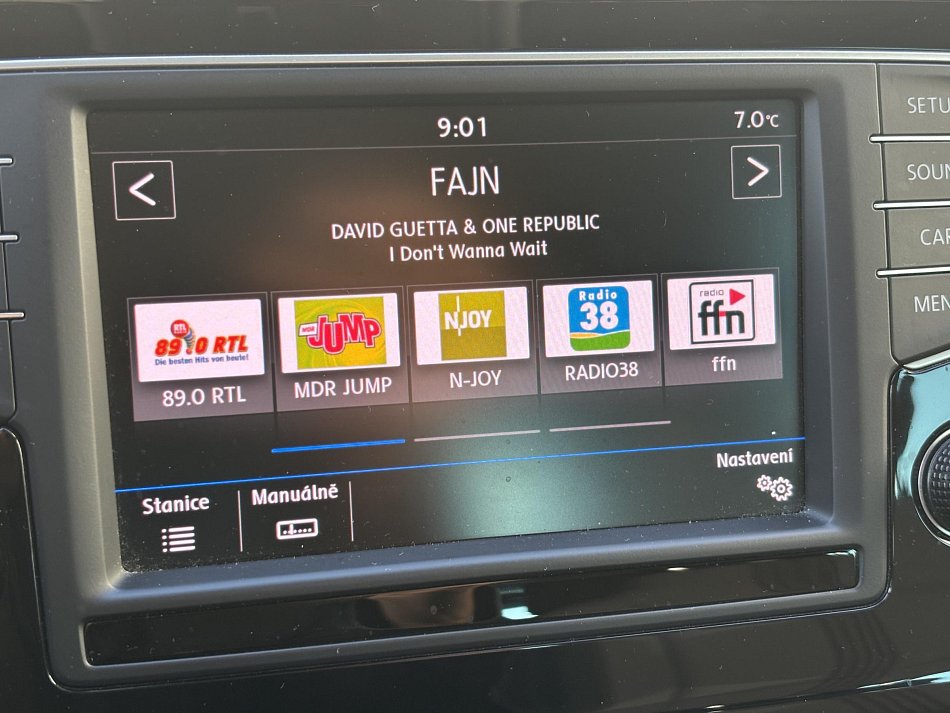 9:01
7.0°C
<
>
FAJN
DAVID GUETTA & ONE REPUBLIC
I Don't Wanna Wait
RTL
89.0 RTL
Die besten Hits von heute!
MDR JUMP
N-JOY
Radio
38
radio
ffn
89.0 RTL
MDR JUMP
N-JOY
RADIO38
ffn
Stanice
Manuálně
Nastavení
SETU
SOUN
CAR
MEN